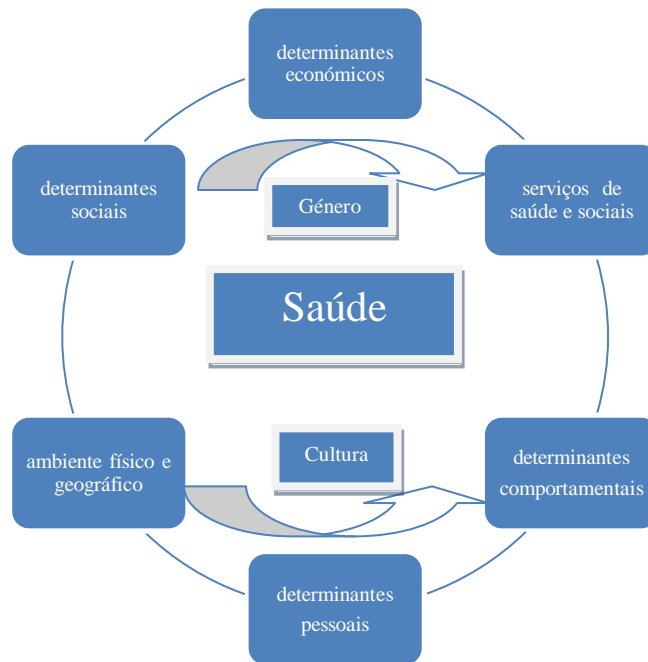 determinantes
económicos
determinantes
sociais
Género
serviços de
saúde e sociais
Saúde
ambiente físico e
geográfico
Cultura
determinantes
comportamentais
determinantes
pessoais